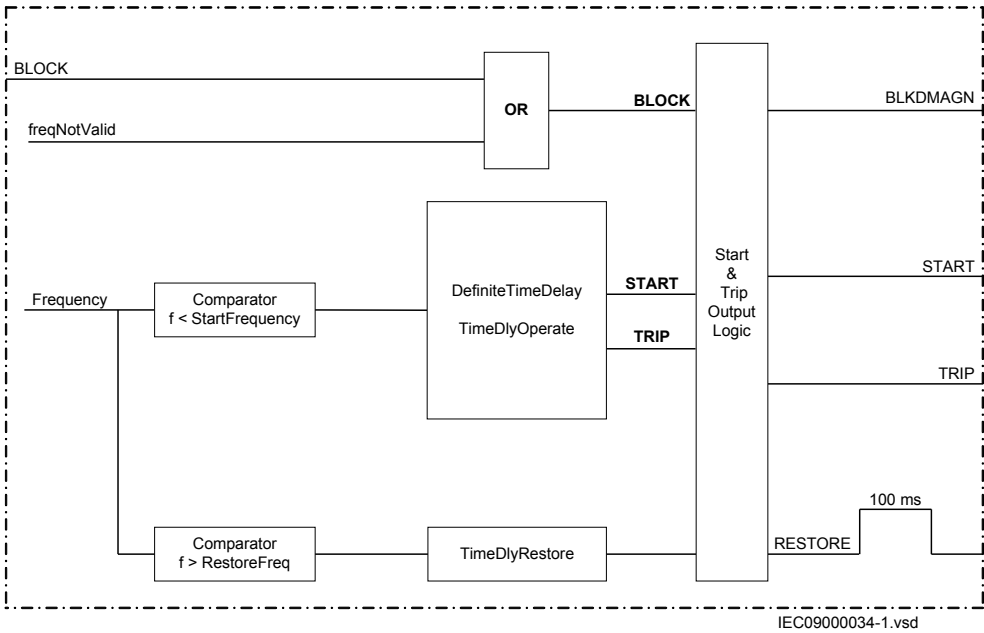 BLOCK
freqNotValid
OR
BLOCK
BLKDMAGN
Frequency
Comparator
f < StartFrequency
DefiniteTimeDelay
TimeDlyOperate
START
TRIP
Start
&
Trip
Output
Logic
START
TRIP
100 ms
Comparator
f > RestoreFreq
TimeDlyRestore
RESTORE
IEC09000034-1.vsd